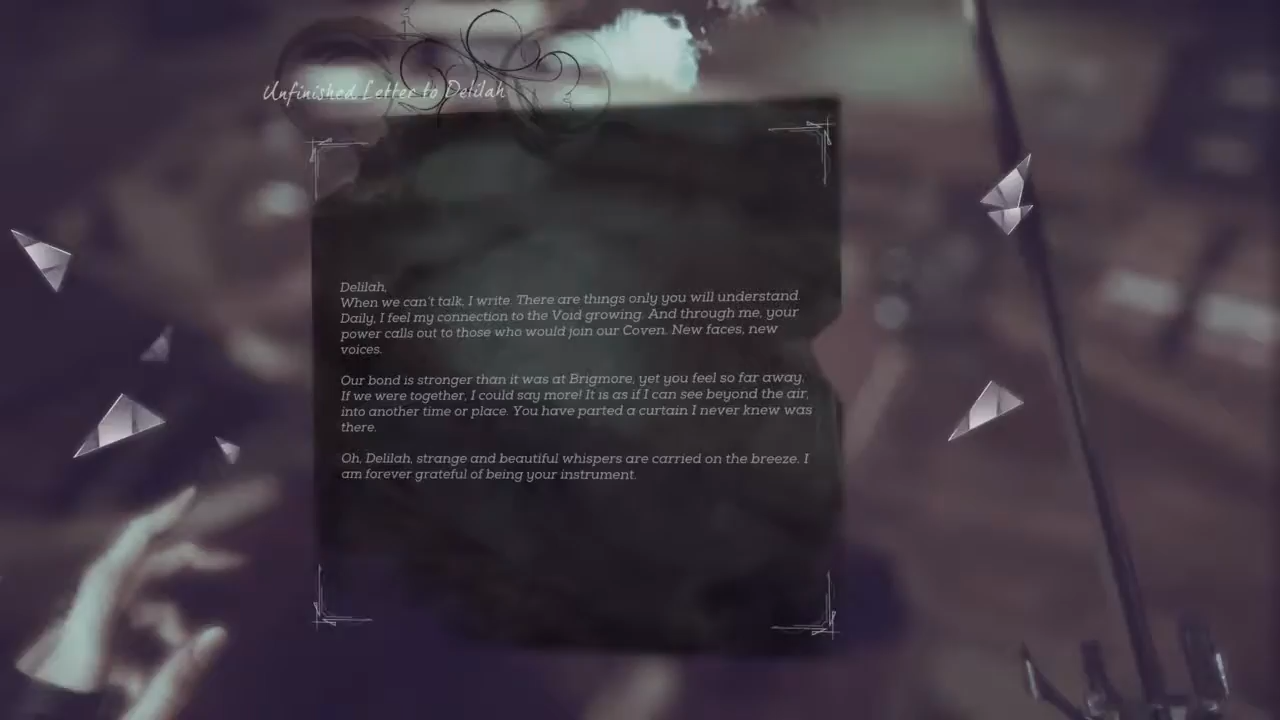 Unfinished Letter to Delilah
Delilah,
When we can't talk, I write. There are things only you will understand.
Daily, I feel my connection to the Void growing. And through me, your
power calls out to those who would join our Coven. New faces, new
voices.
Our bond is stronger than it was at Brigmore, yet you feel so far away.
If we were together, I could say more! It is as if I can see beyond the air,
into another time or place. You have parted a curtain I never knew was
there.
Oh, Delilah, strange and beautiful whispers are carried on the breeze. I
am forever grateful of being your instrument.